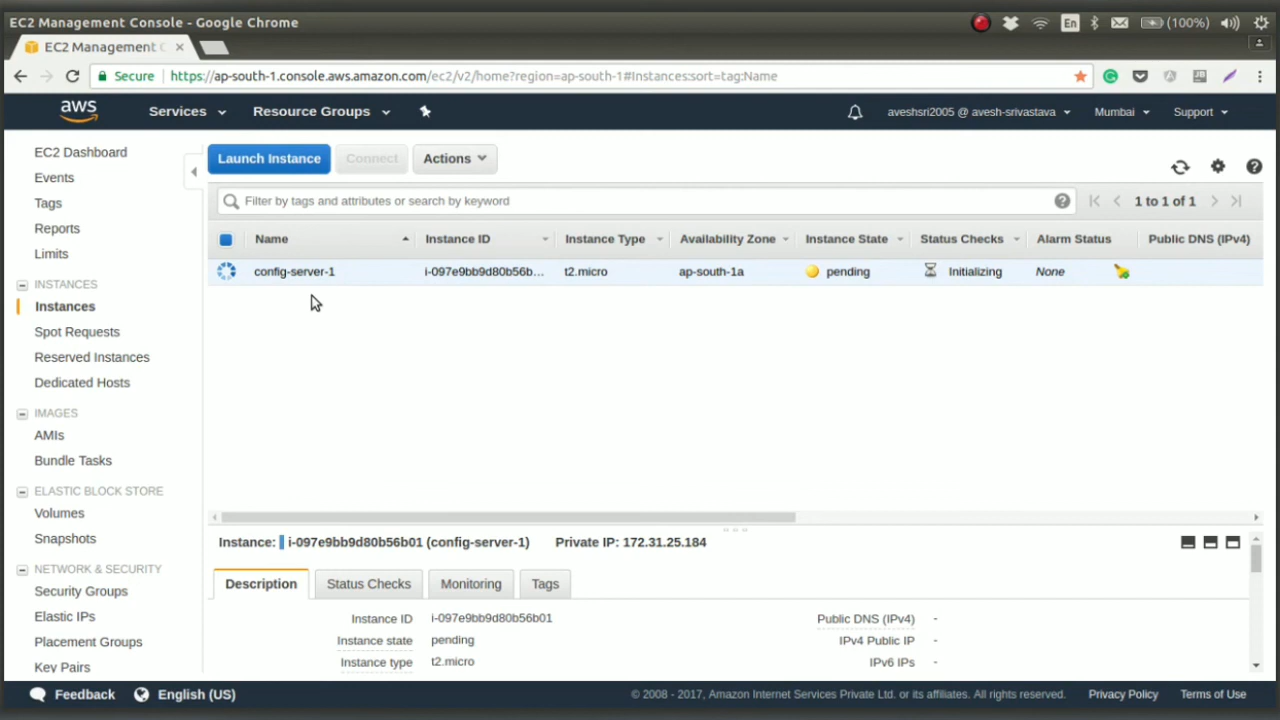 EC2 Management Console - Google Chrome
En (100%)
EC2 Management C
Secure https://ap-south-1.console.aws.amazon.com/ec2/v2/home?region=ap-south-1#Instances:sort=tag:Name
aws Services Resource Groups aveshsri2005 @ avesh-srivastava Mumbai Support
EC2 Dashboard
Events
Tags
Reports
Limits
INSTANCES
Instances
Spot Requests
Reserved Instances
Dedicated Hosts
IMAGES
AMIs
Bundle Tasks
ELASTIC BLOCK STORE
Volumes
Snapshots
NETWORK & SECURITY
Security Groups
Elastic IPs
Placement Groups
Key Pairs
Launch Instance Connect Actions
Filter by tags and attributes or search by keyword 1 to 1 of 1
Name Instance ID Instance Type Availability Zone Instance State Status Checks Alarm Status Public DNS (IPv4)
config-server-1 i-097e9bb9d80b56b... t2.micro ap-south-1a pending Initializing None
Instance: i-097e9bb9d80b56b01 (config-server-1) Private IP: 172.31.25.184
Description Status Checks Monitoring Tags
Instance ID i-097e9bb9d80b56b01 Public DNS (IPv4) -
Instance state pending IPv4 Public IP -
Instance type t2.micro IPv6 IPs -
Feedback English (US) © 2008 - 2017, Amazon Internet Services Private Ltd. or its affiliates. All rights reserved. Privacy Policy Terms of Use